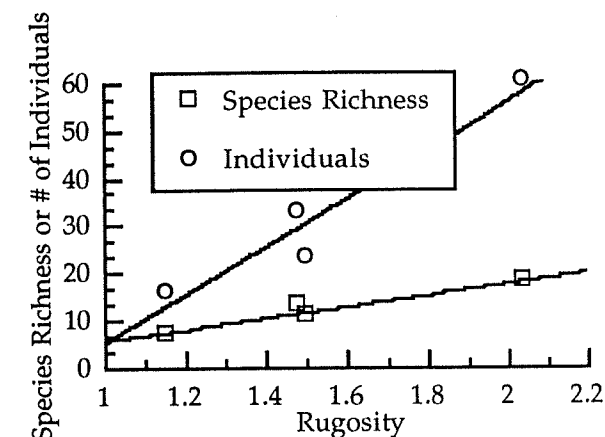 Species Richness or # of Individuals
60
50
40
30
20
10
0
Species Richness
Individuals
1 1.2 1.4 1.6 1.8 2 2.2
Rugosity